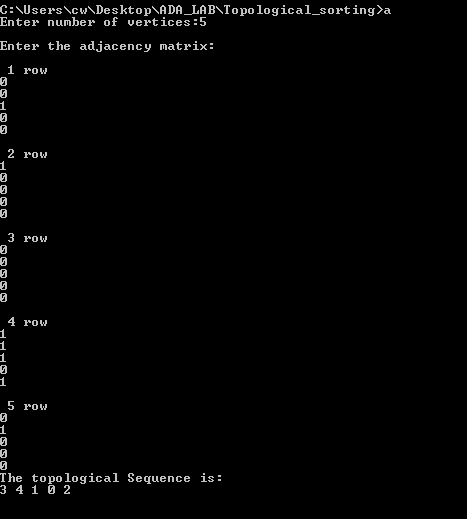 C:\Users\cw\Desktop\ADA_LAB\Topological_sorting>a
Enter number of vertices:5
Enter the adjacency matrix:
1 row
0
0
1
0
0
2 row
1
0
0
0
0
3 row
0
0
0
0
0
4 row
1
1
1
0
1
5 row
0
1
0
0
0
The topological Sequence is:
3 4 1 0 2